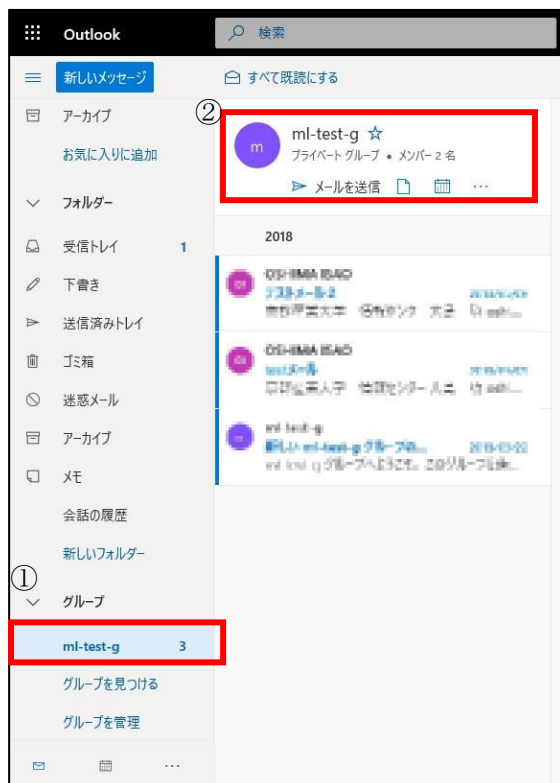 Outlook
検索
新しいメッセージ
すべて既読にする
アーカイブ
お気に入りに追加
フォルダー
受信トレイ 1
下書き
送信済みトレイ
ゴミ箱
迷惑メール
アーカイブ
メモ
会話の履歴
新しいフォルダー
①
グループ
ml-test-g 3
グループを見つける
グループを管理
②
m
ml-test-g ☆
プライベート グループ • メンバー 2 名
メールを送信 ...
2018
OSHIMA ISAO
OSHIMA ISAO
ml-test-g